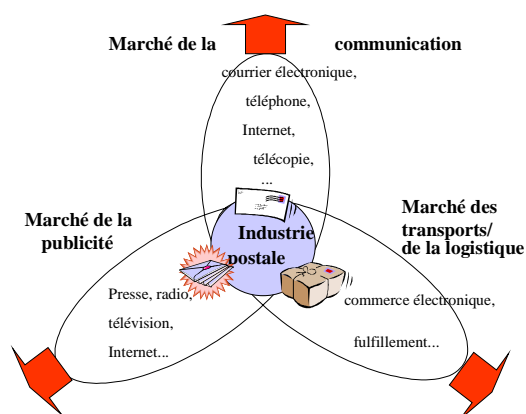 Marché de la communication
courrier électronique,
téléphone,
Internet,
télécopie,
...
Marché de la
publicité
Industrie
postale
Marché des
transports/
de la logistique
Presse, radio,
télévision,
Internet...
commerce électronique,
fulfillement...